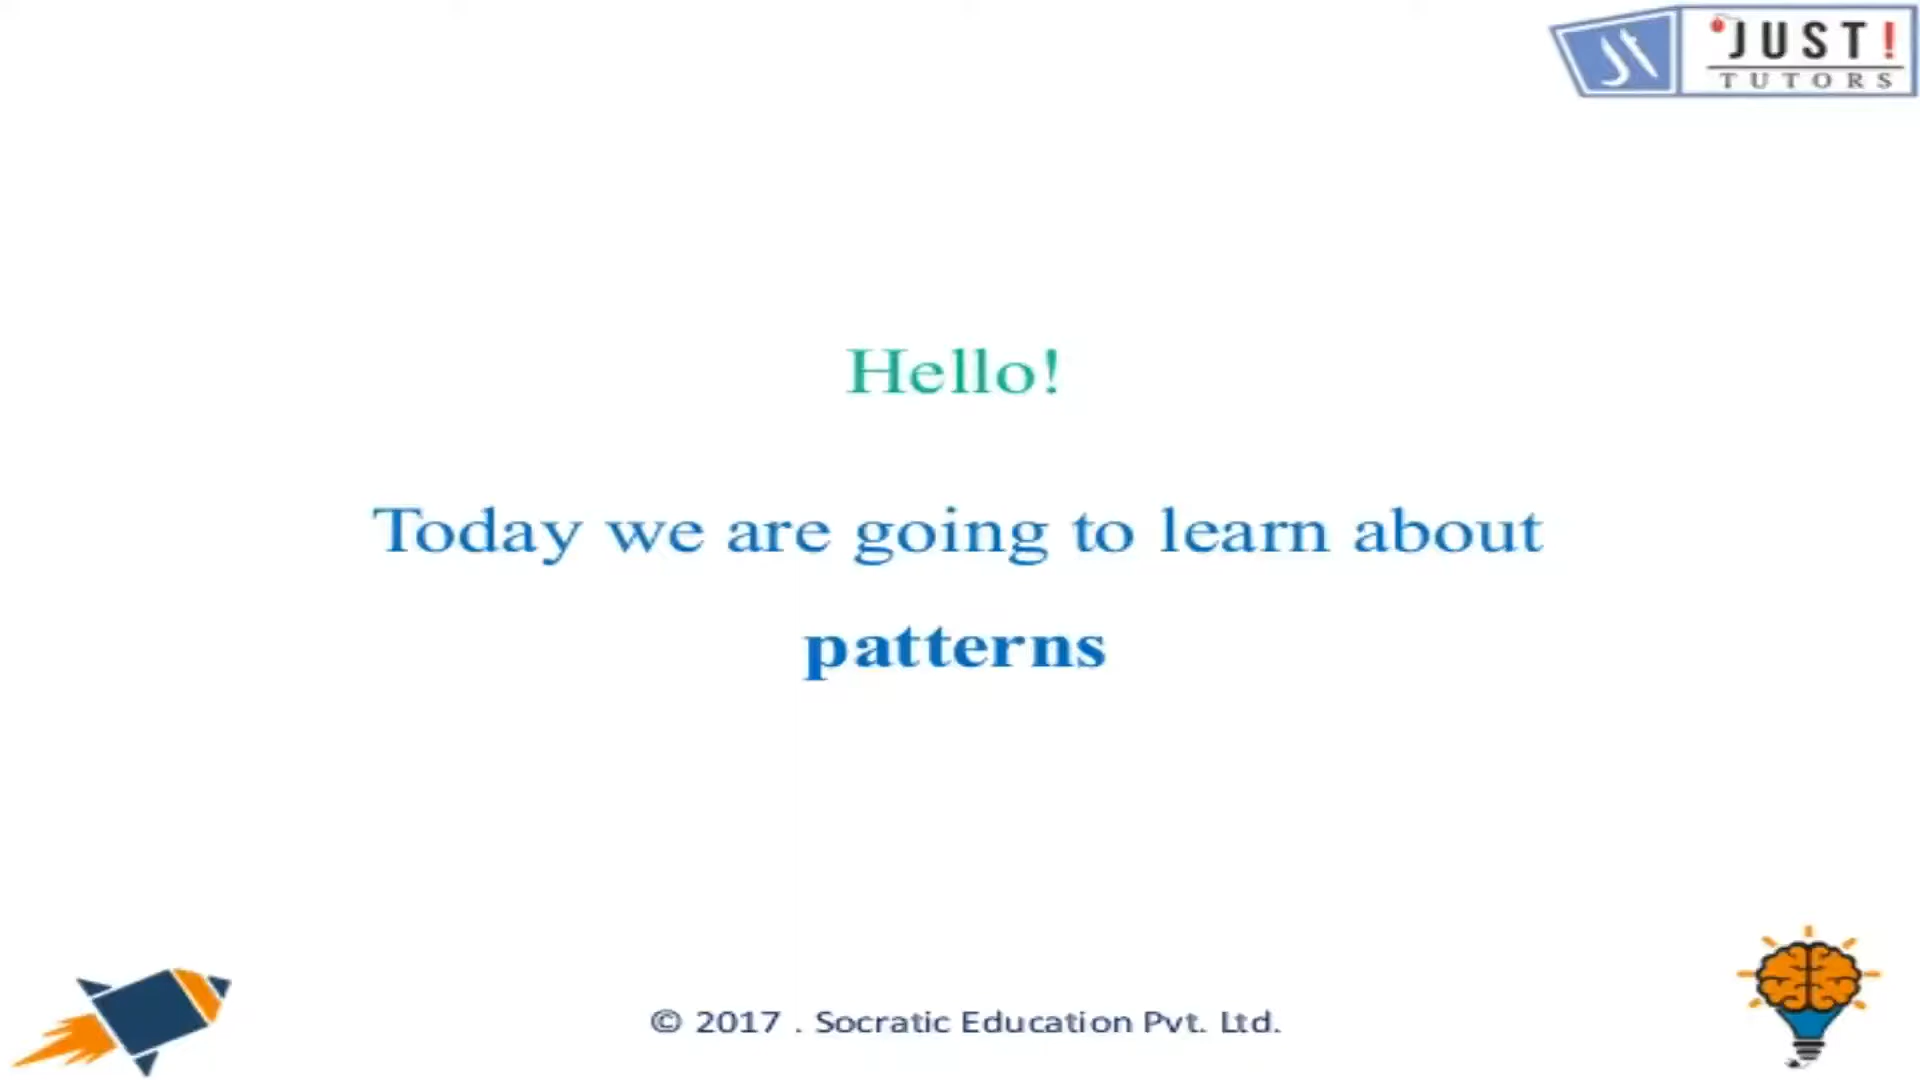 JUST!
TUTORS
Hello!
Today we are going to learn about
patterns
© 2017 . Socratic Education Pvt. Ltd.